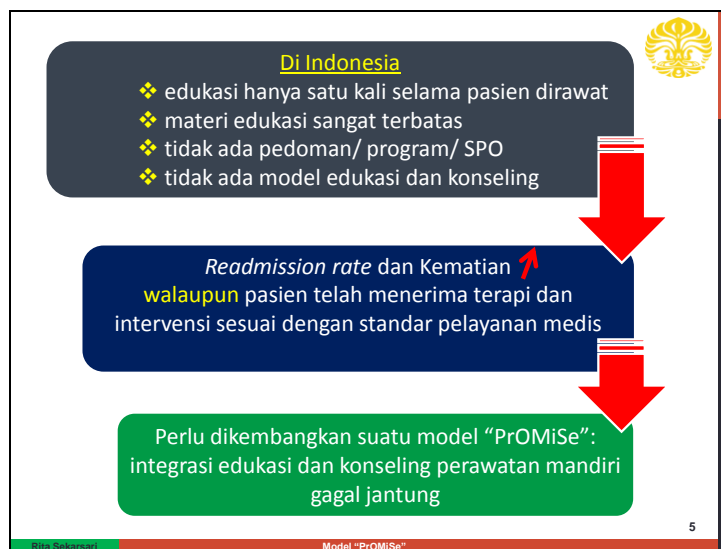 Di Indonesia
❖ edukasi hanya satu kali selama pasien dirawat
❖ materi edukasi sangat terbatas
❖ tidak ada pedoman/ program/ SPO
❖ tidak ada model edukasi dan konseling
Readmission rate dan Kematian
walaupun pasien telah menerima terapi dan
intervensi sesuai dengan standar pelayanan medis
Perlu dikembangkan suatu model “PrOMiSe”:
integrasi edukasi dan konseling perawatan mandiri
gagal jantung
5
Rita Sekarsari
Model “PrOMiSe”